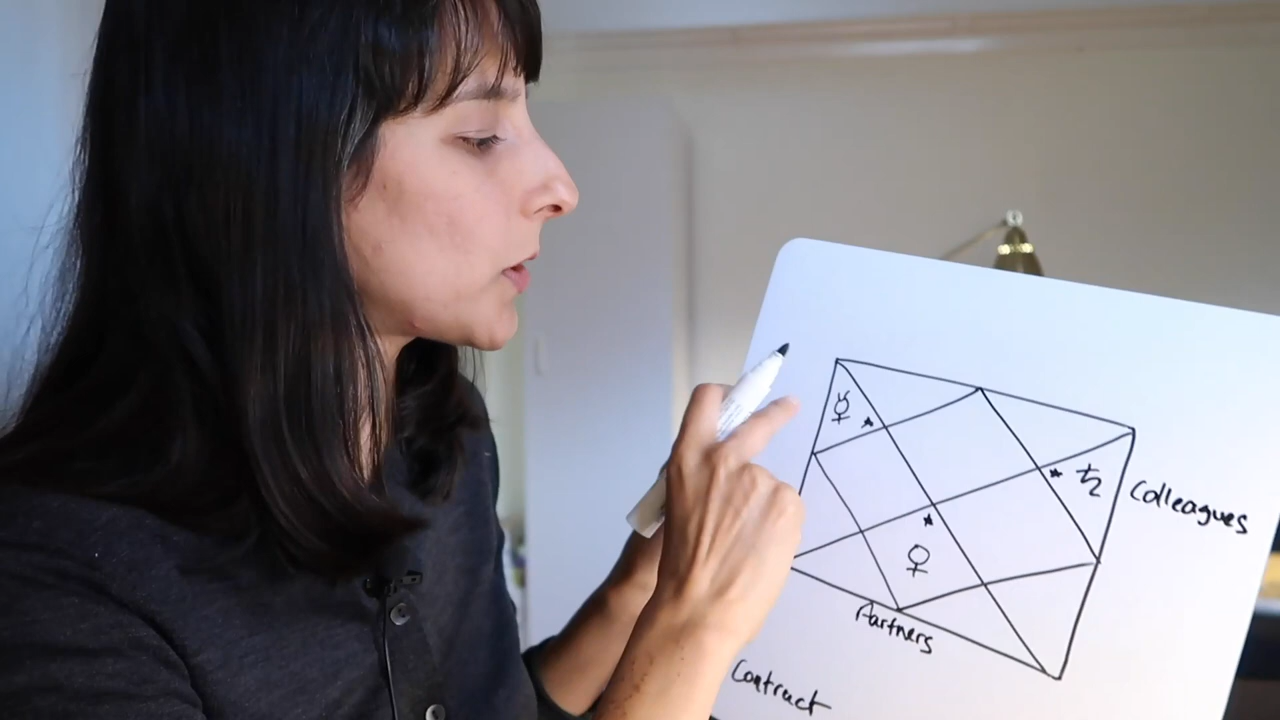 ☿
♄
Colleagues
♀
Partners
Contract